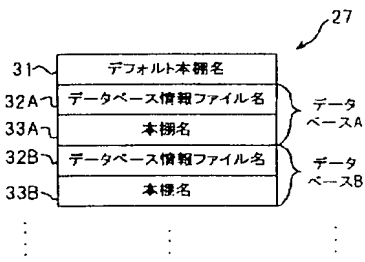 27
31 デフォルト本棚名
32A データベース情報ファイル名
33A 本棚名
データ
ベースA
32B データベース情報ファイル名
33B 本棚名
データ
ベースB